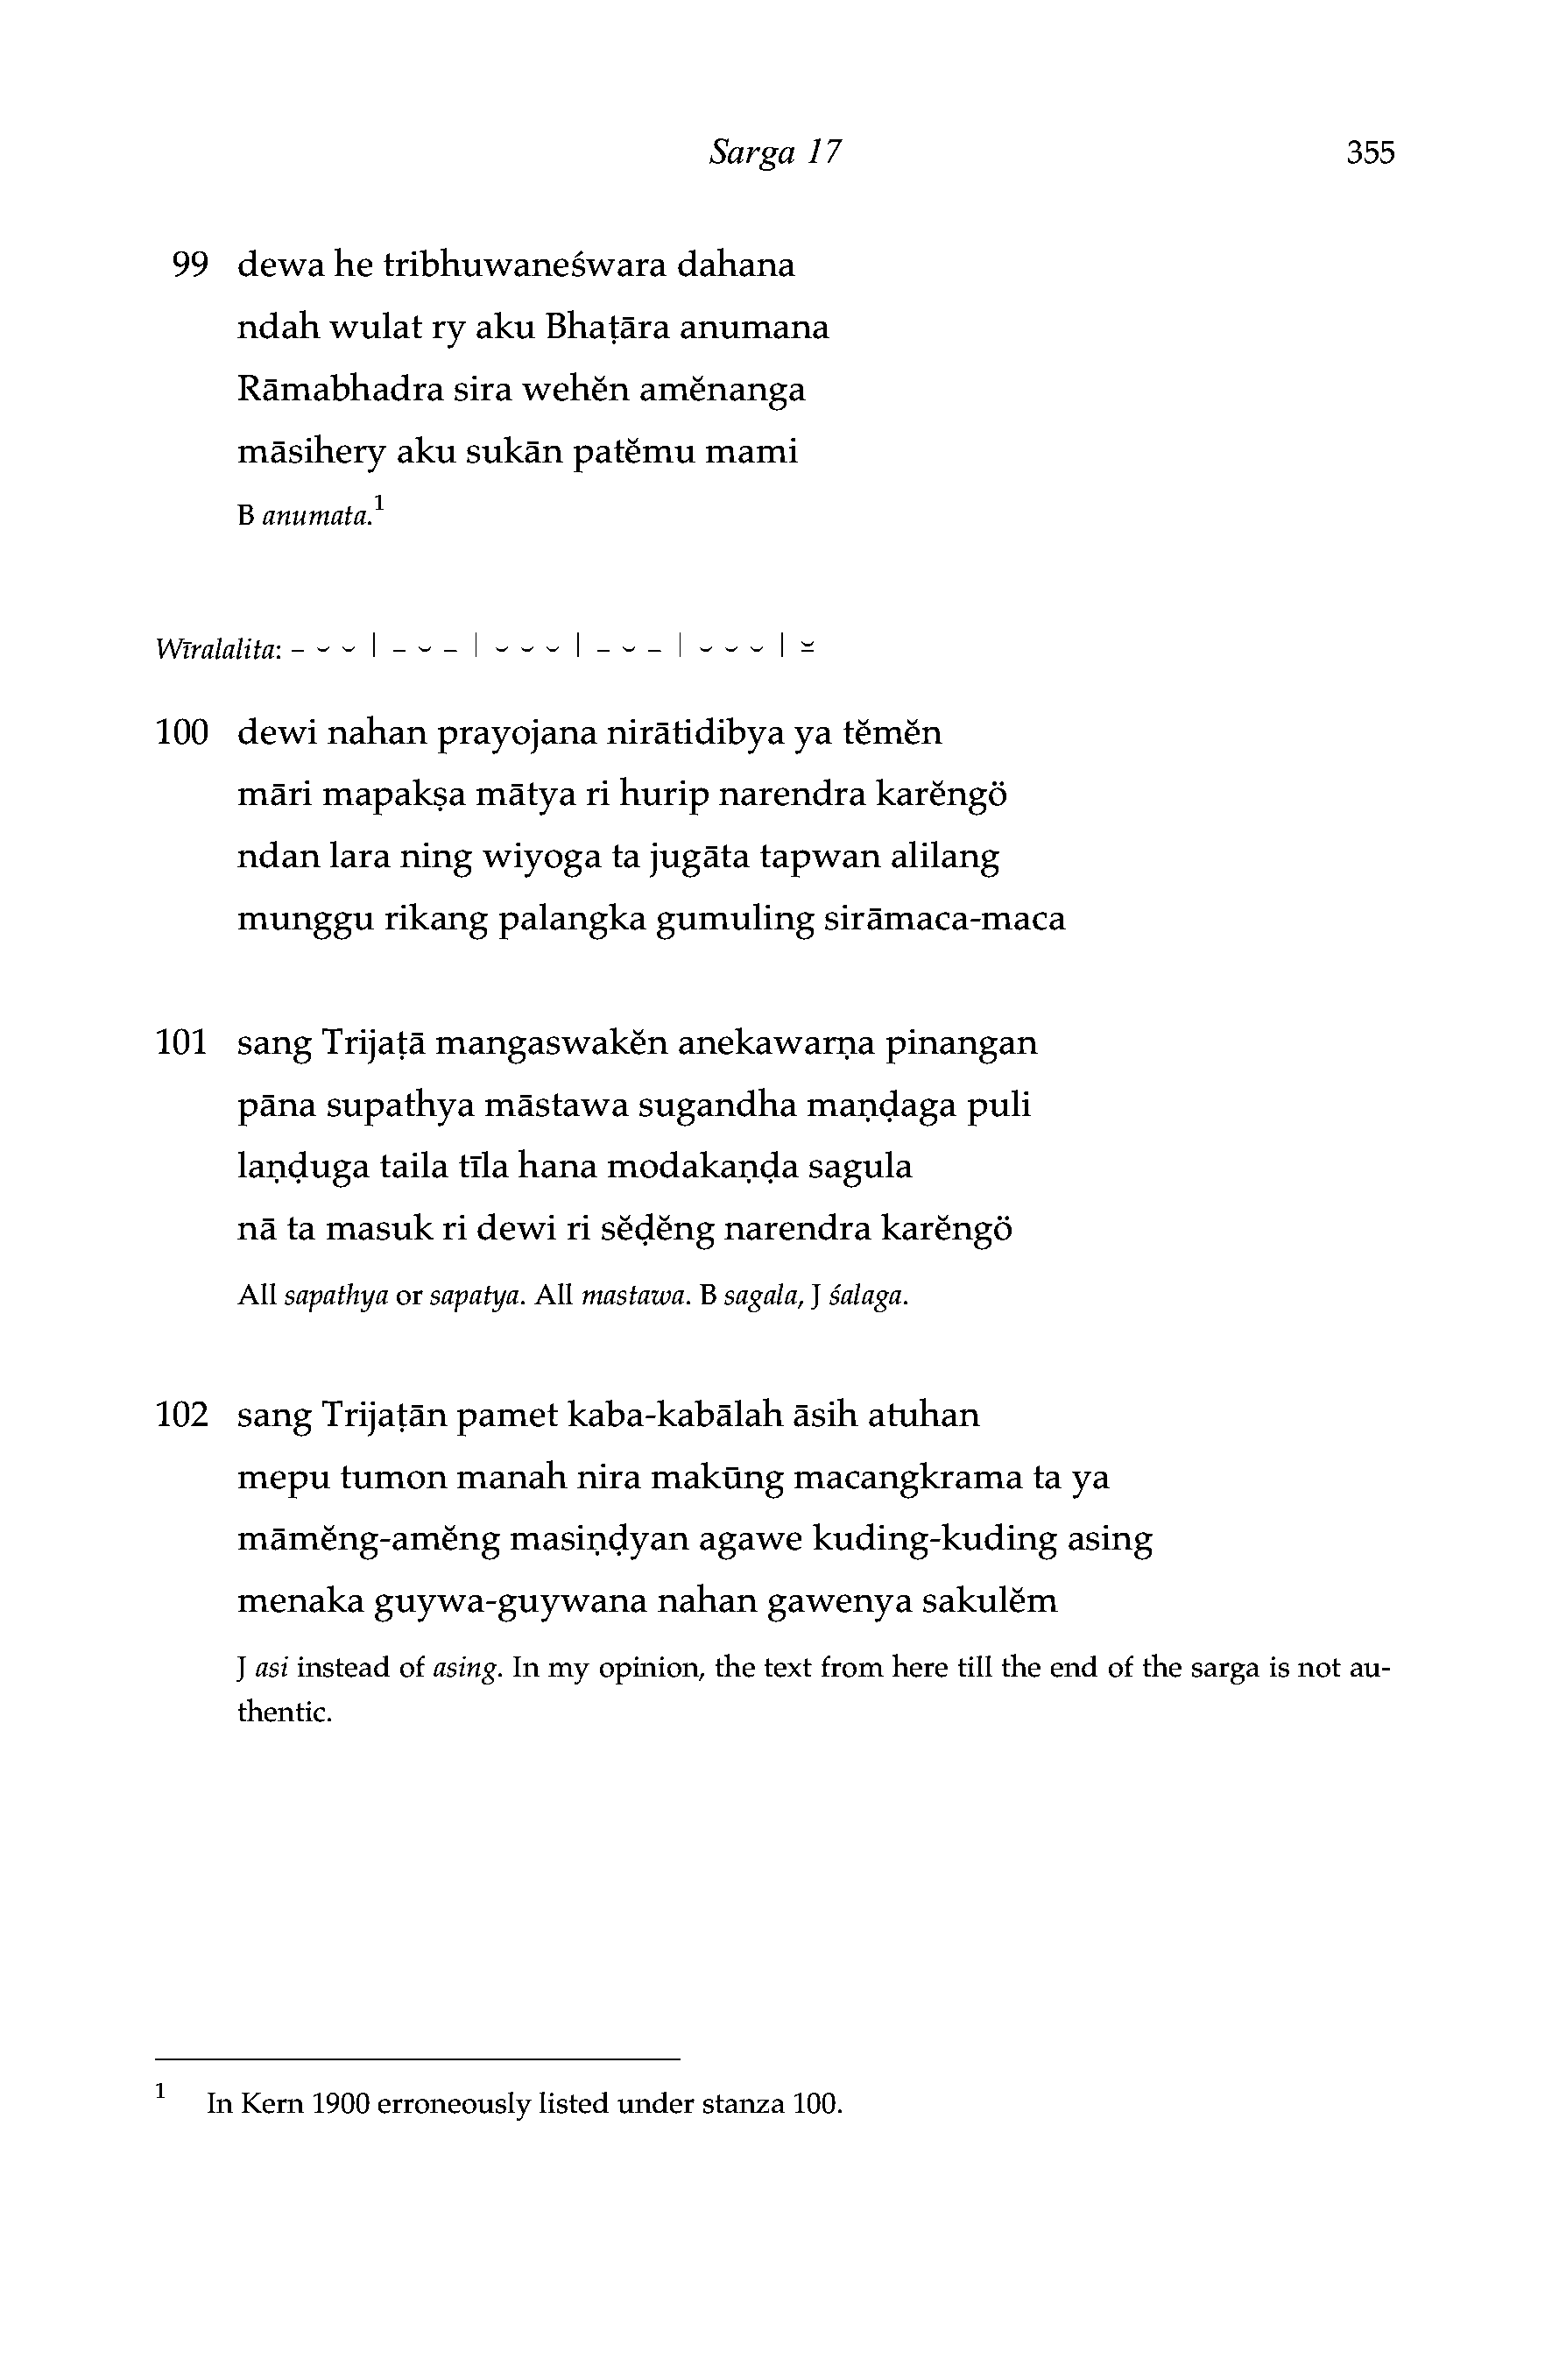 Sarga 17 355
99 dewa he tribhuwaneśwara dahana
ndah wulat ry aku Bhaṭāra anumana
Rāmabhadra sira wehĕn amĕnanga
māsihery aku sukān patĕmu mami
B anumata.¹
Wīralalita: – ⏑ ⏑ | – ⏑ – | ⏑ ⏑ ⏑ | – ⏑ – | ⏑ ⏑ ⏑ | ⏓
100 dewi nahan prayojana nirātidibya ya tĕmĕn
māri mapakṣa mātya ri hurip narendra karĕngö
ndan lara ning wiyoga ta jugāta tapwan alilang
munggu rikang palangka gumuling sirāmaca-maca
101 sang Trijaṭā mangaswakĕn anekawarṇa pinangan
pāna supathya māstawa sugandha maṇḍaga puli
laṇḍuga taila tīla hana modakaṇḍa sagula
nā ta masuk ri dewi ri sĕḍĕng narendra karĕngö
All sapathya or sapatya. All mastawa. B sagala, J śalaga.
102 sang Trijaṭān pamet kaba-kabālah āsih atuhan
mepu tumon manah nira makūng macangkrama ta ya
māmĕng-amĕng masiṇḍyan agawe kuding-kuding asing
menaka guywa-guywana nahan gawenya sakulĕm
J asi instead of asing. In my opinion, the text from here till the end of the sarga is not au-
thentic.
¹ In Kern 1900 erroneously listed under stanza 100.